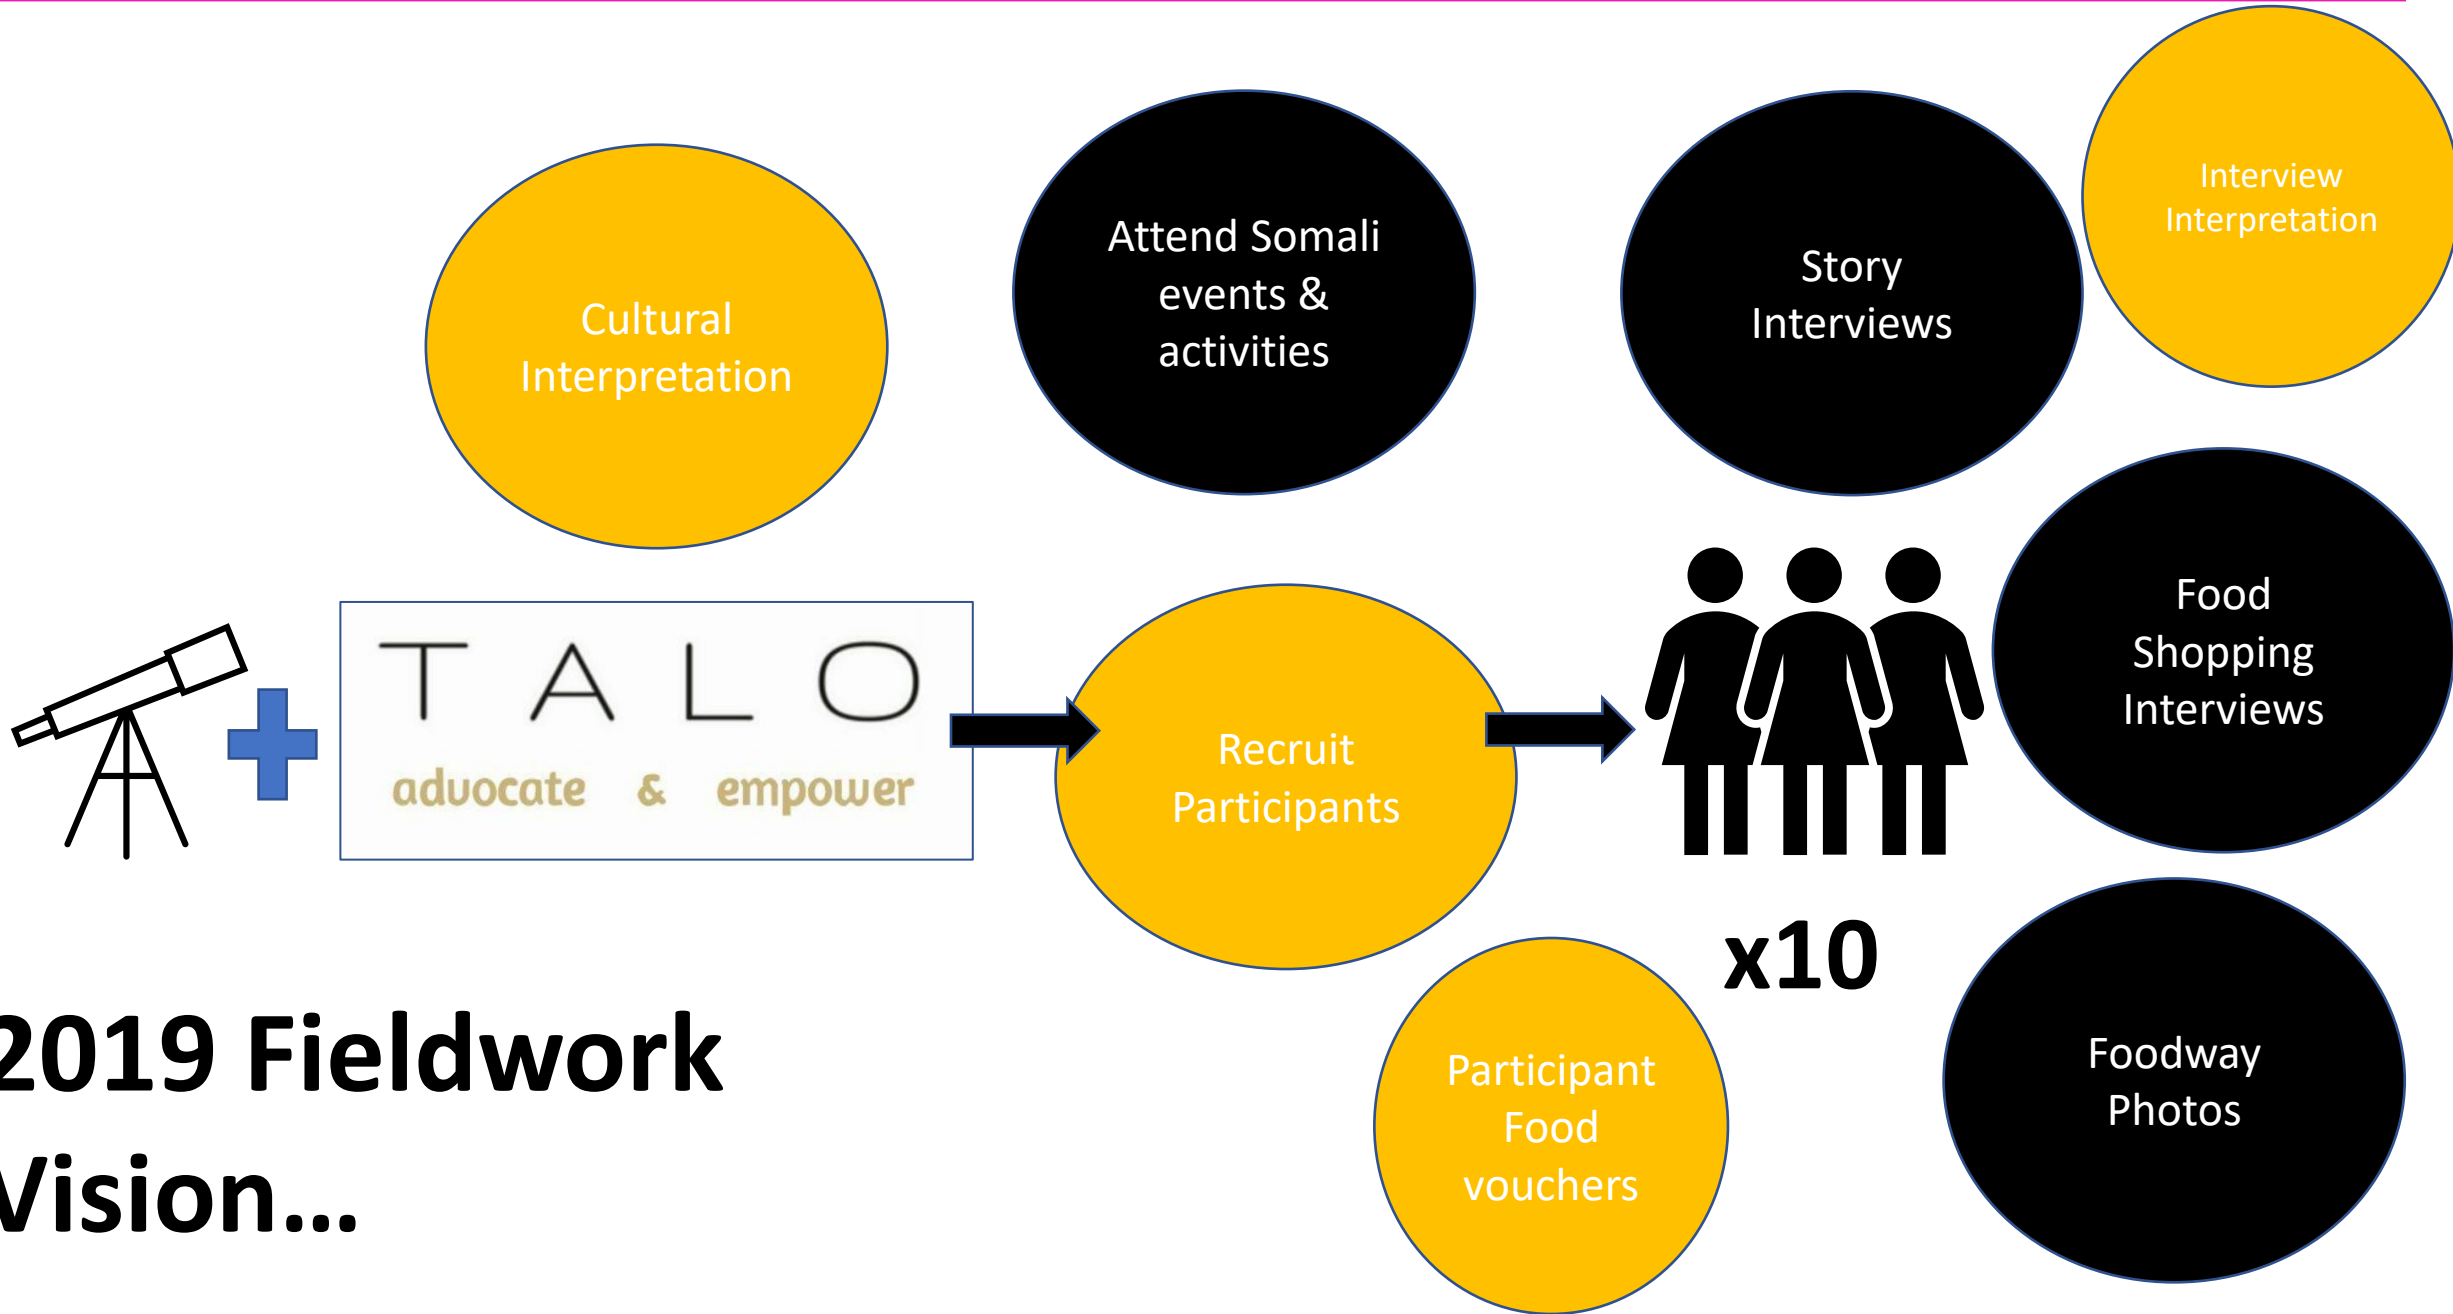 Cultural
Interpretation
Attend Somali
events &
activities
Story
Interviews
Interview
Interpretation
TALO
advocate & empower
Recruit
Participants
Food
Shopping
Interviews
x10
Participant
Food
vouchers
Foodway
Photos
2019 Fieldwork
Vision...